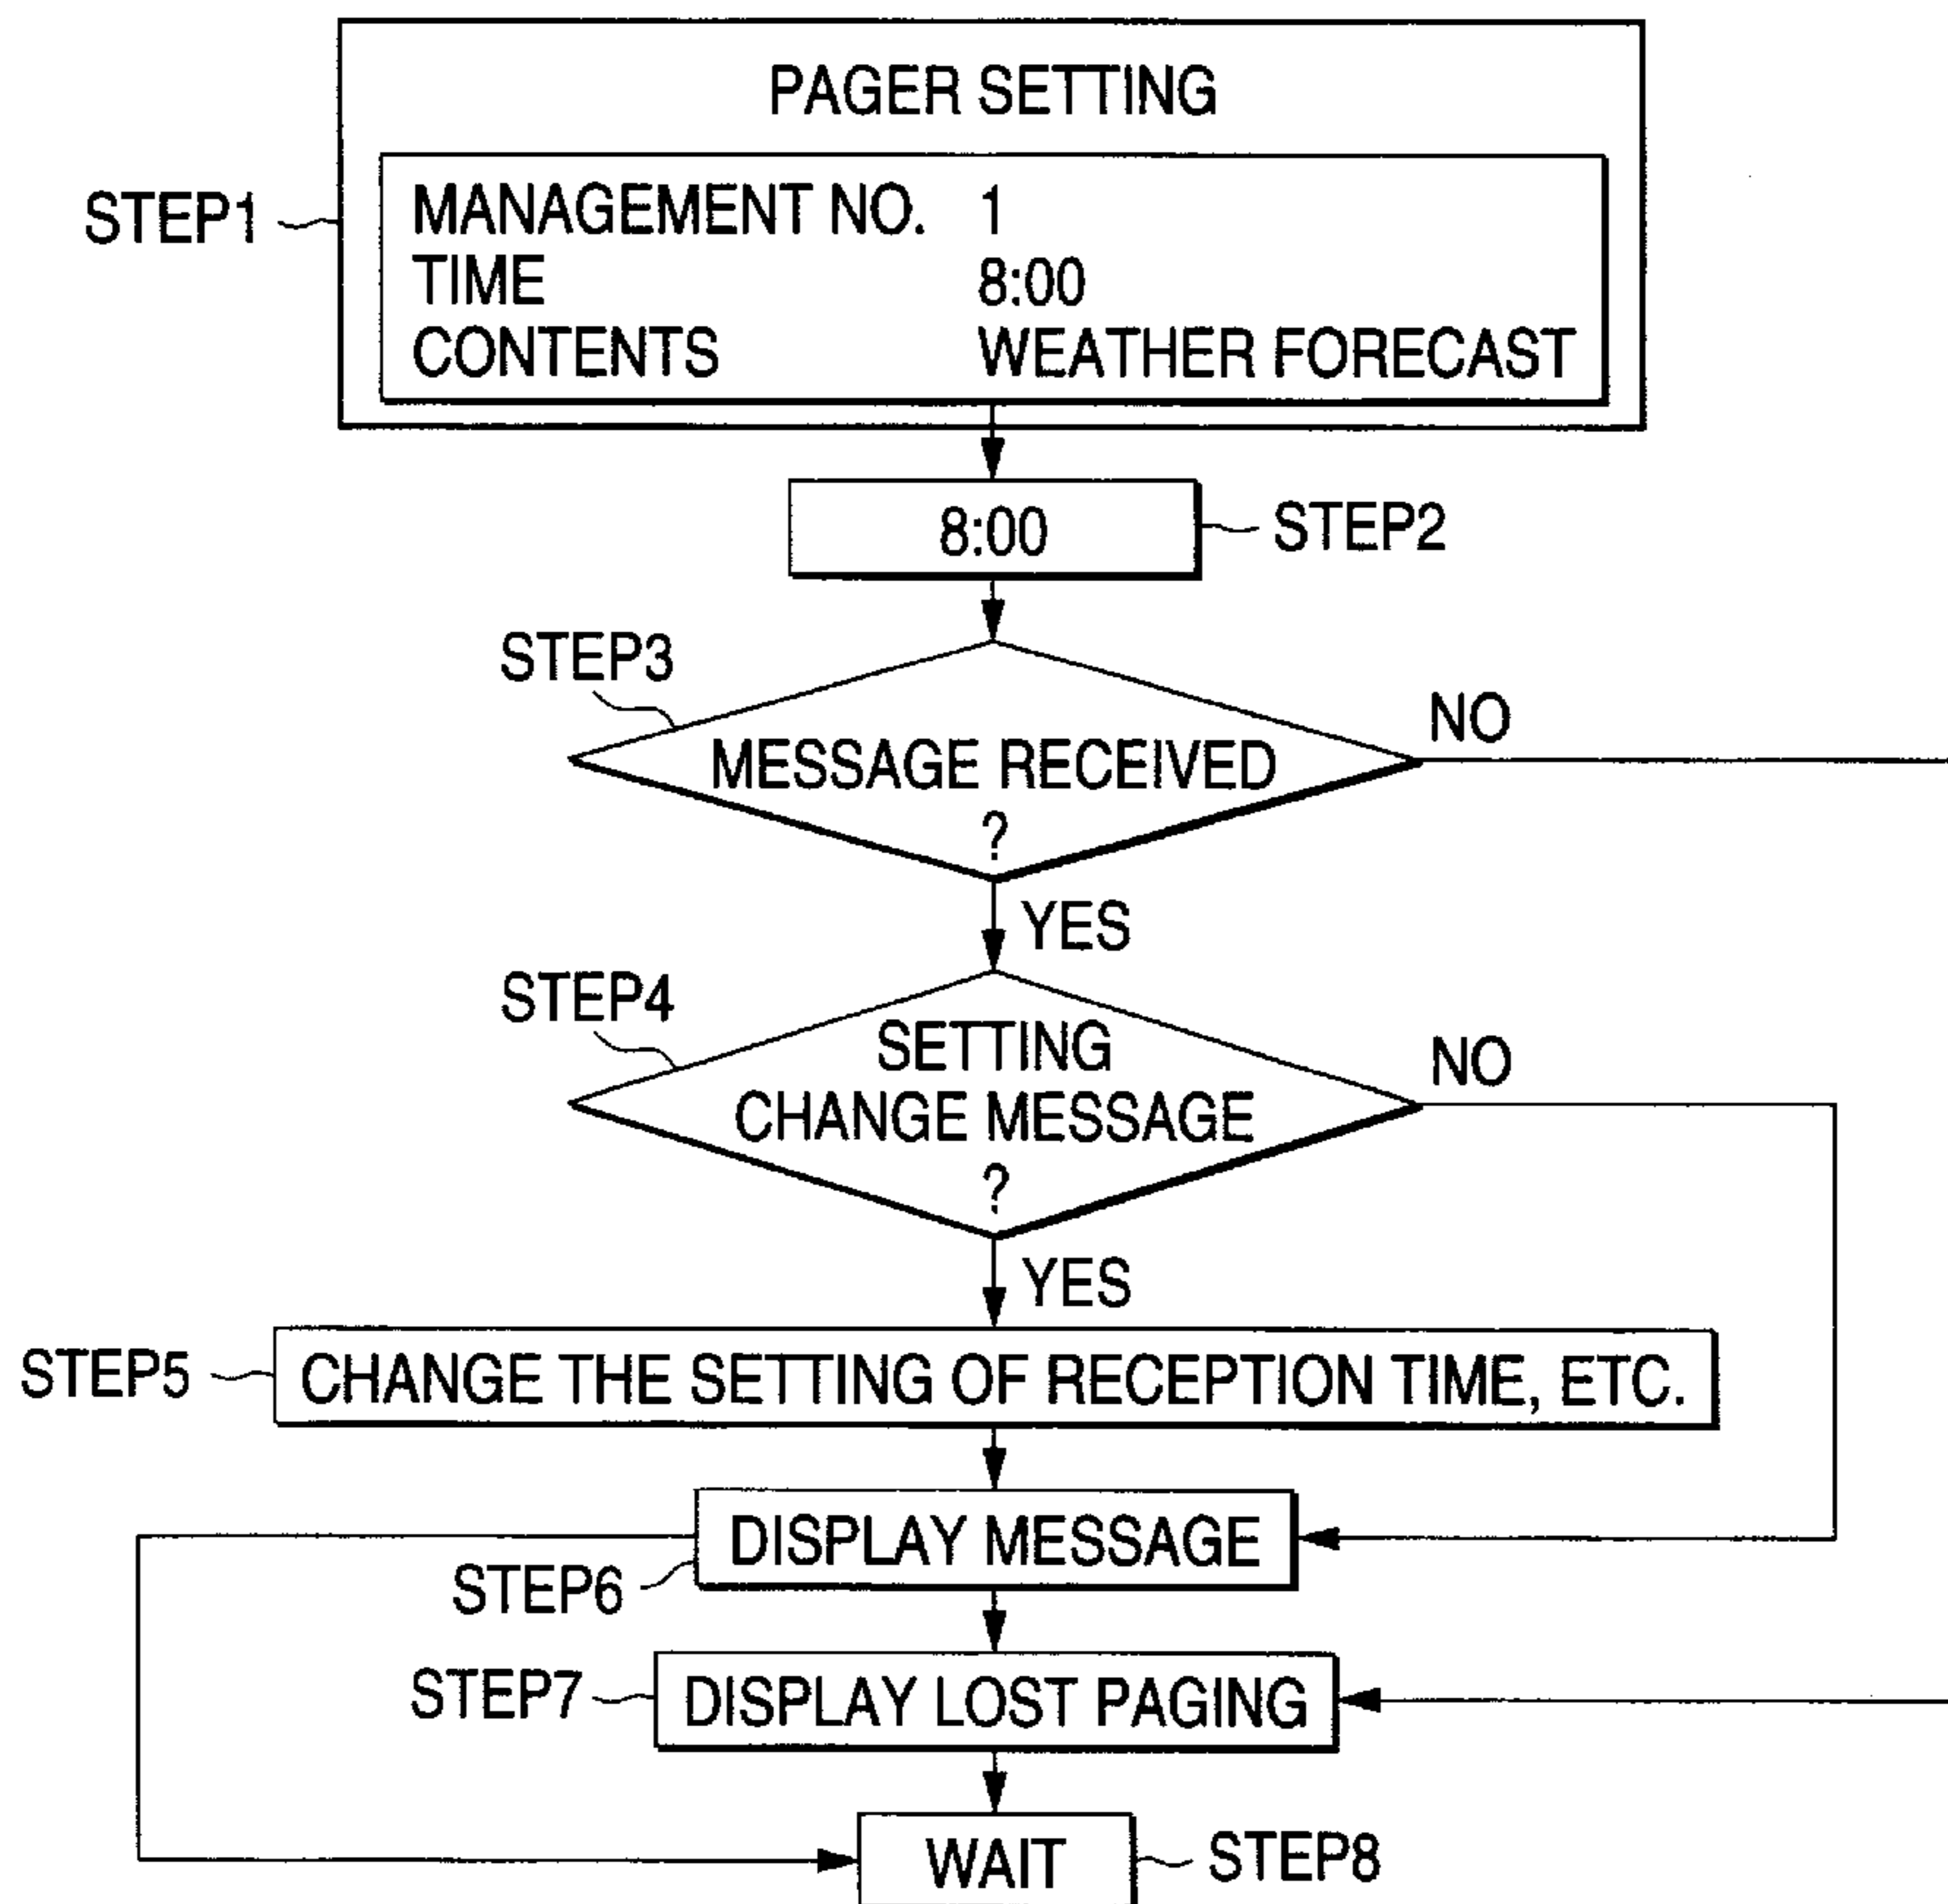 PAGER SETTING
STEP1
MANAGEMENT NO. 1
TIME 8:00
CONTENTS WEATHER FORECAST
8:00
STEP2
STEP3
NO
MESSAGE RECEIVED
?
YES
STEP4
SETTING
NO
CHANGE MESSAGE
?
YES
STEP5
CHANGE THE SETTING OF RECEPTION TIME, ETC.
DISPLAY MESSAGE
STEP6
STEP7
DISPLAY LOST PAGING
WAIT
STEP8